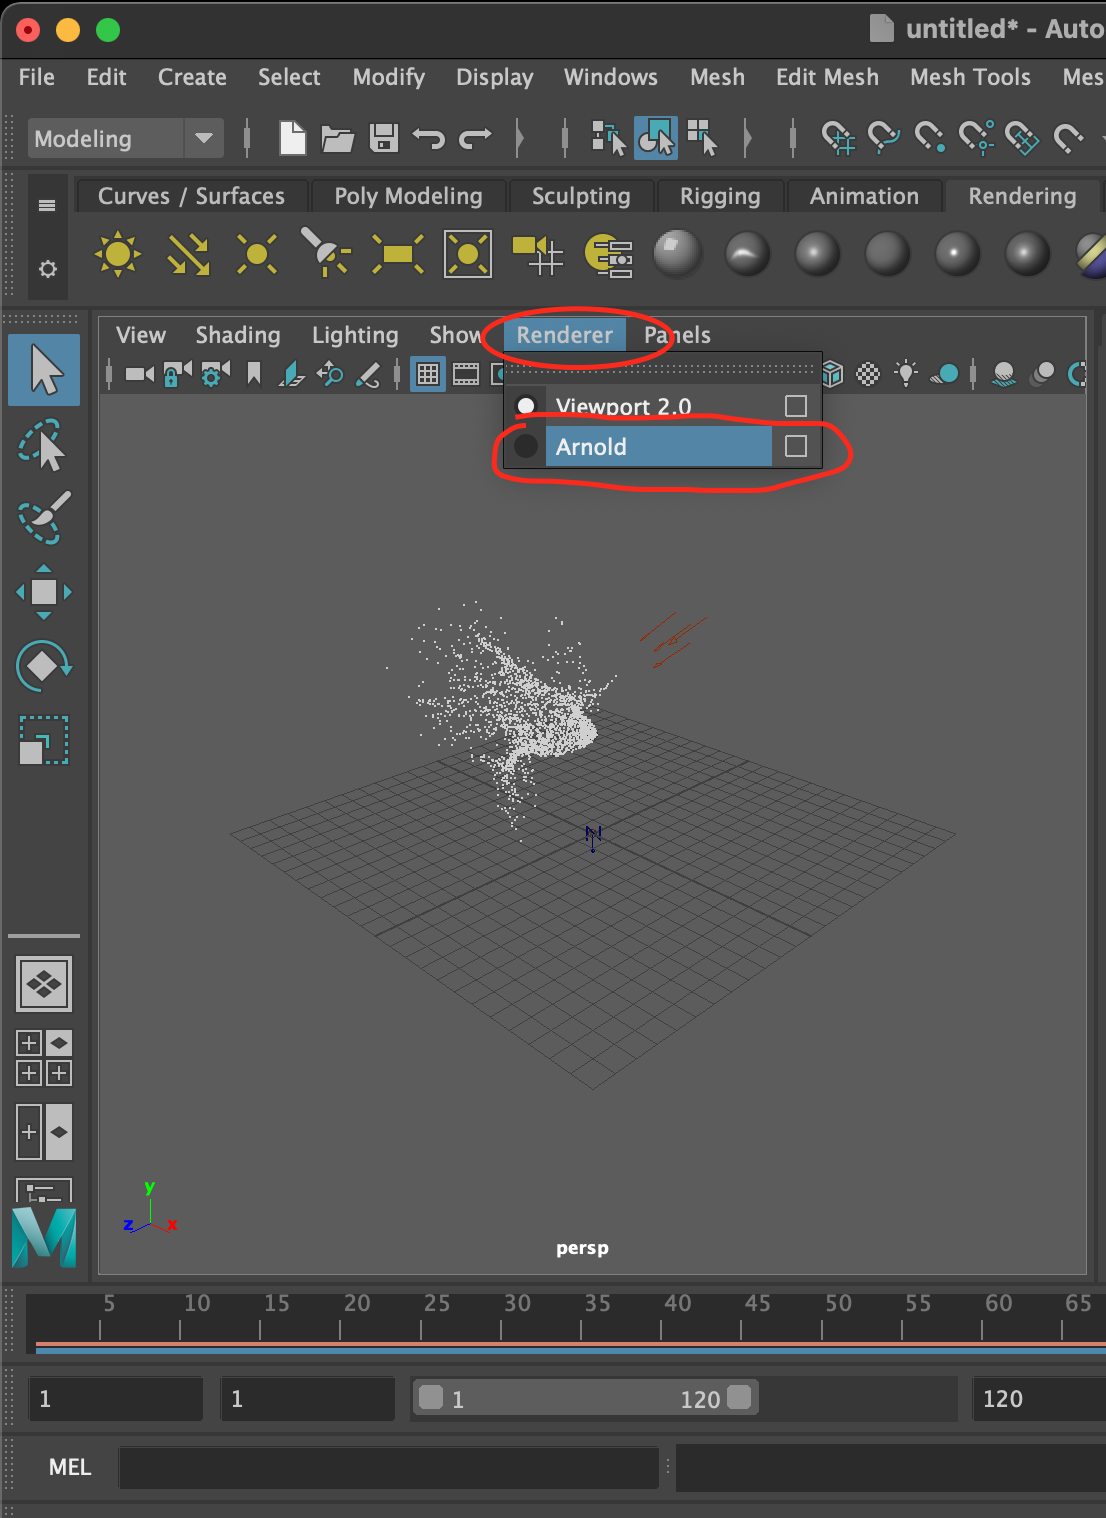 untitled* - Auto
File Edit Create Select Modify Display Windows Mesh Edit Mesh Mesh Tools Mes
Modeling
Curves / Surfaces Poly Modeling Sculpting Rigging Animation Rendering
View Shading Lighting Show Renderer Panels
Viewport 2.0
Arnold
N
y
z x
persp
5 10 15 20 25 30 35 40 45 50 55 60 65
1 1 1 120 120
MEL